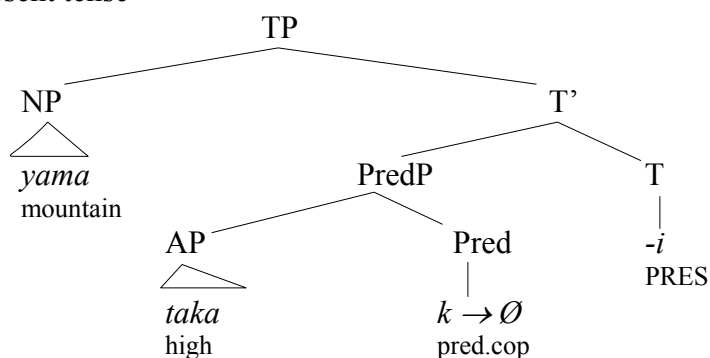 sent tense
TP
NP T’
yama PredP T
mountain
AP Pred -i
PRES
taka k → Ø
high pred.cop